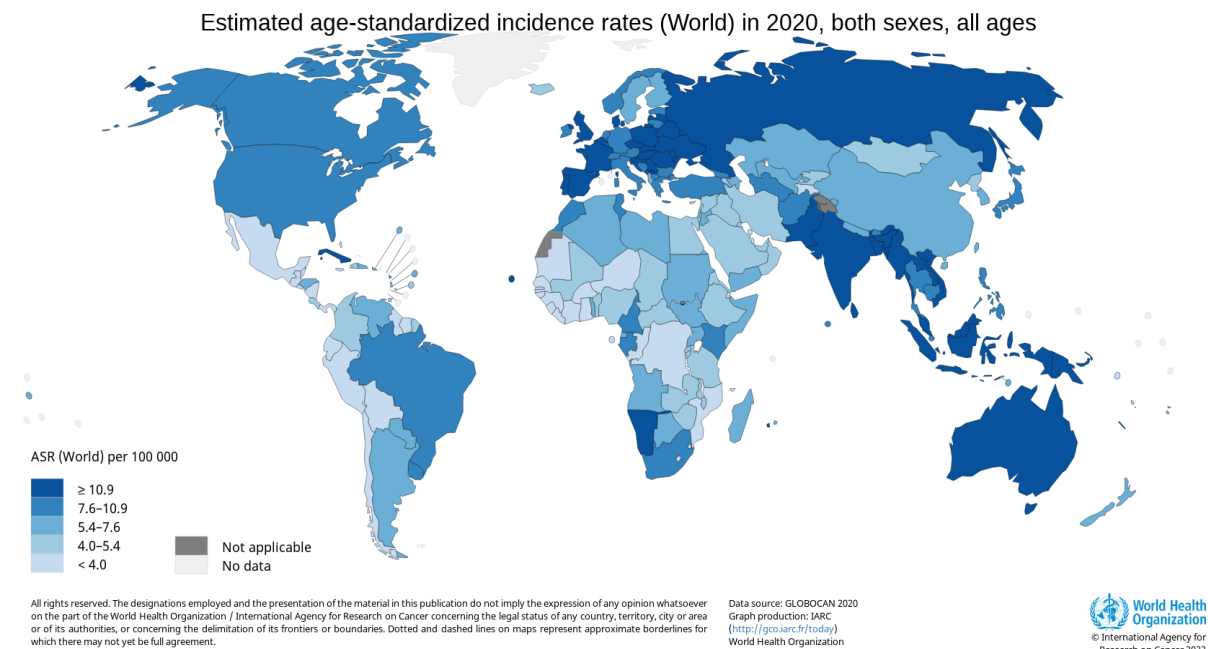 Estimated age-standardized incidence rates (World) in 2020, both sexes, all ages
ASR (World) per 100 000
≥ 10.9
7.6–10.9
5.4–7.6
4.0–5.4
< 4.0
Not applicable
No data
All rights reserved. The designations employed and the presentation of the material in this publication do not imply the expression of any opinion whatsoever
on the part of the World Health Organization / International Agency for Research on Cancer concerning the legal status of any country, territory, city or area
or of its authorities, or concerning the delimitation of its frontiers or boundaries. Dotted and dashed lines on maps represent approximate borderlines for
which there may not yet be full agreement.
Data source: GLOBOCAN 2020
Graph production: IARC
(http://gco.iarc.fr/today)
World Health Organization
World Health
Organization
© International Agency for